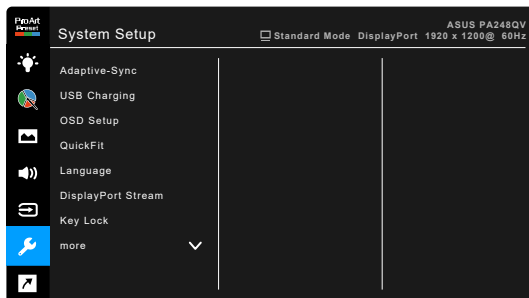 ProArt
Preset
System Setup
ASUS PA248QV
Standard Mode DisplayPort 1920 x 1200@ 60Hz
Adaptive-Sync
USB Charging
OSD Setup
QuickFit
Language
DisplayPort Stream
Key Lock
more